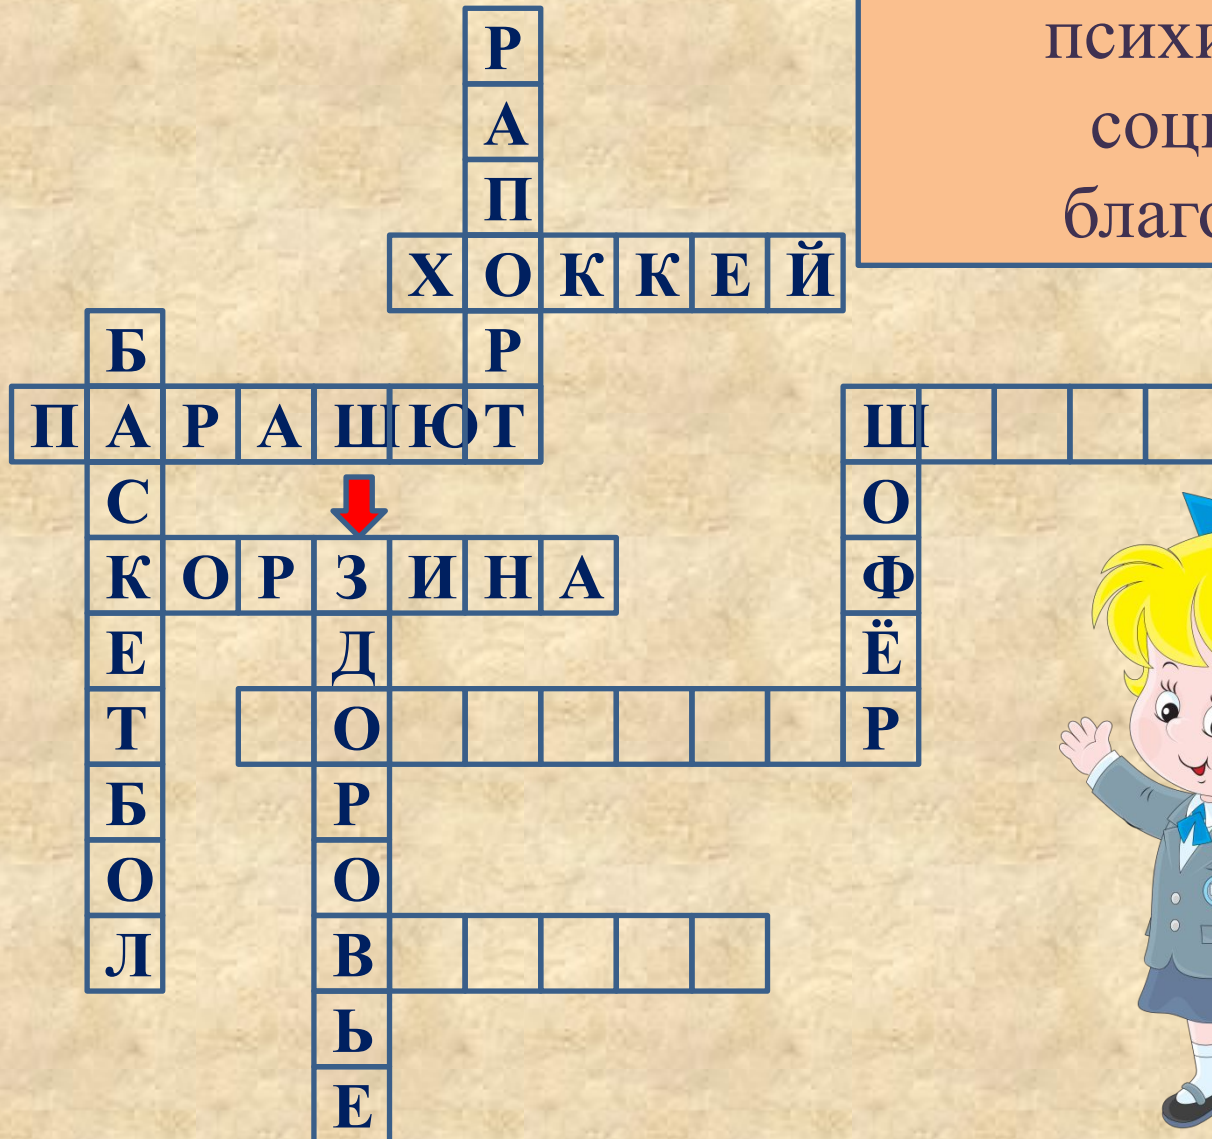 психи
соци
благо
РАПОРТ
ХОККЕЙ
БАСКЕТБОЛ
ПАРАШЮТ
ШОФЁР
КОРЗИНА
ЗДОРОВЬЕ